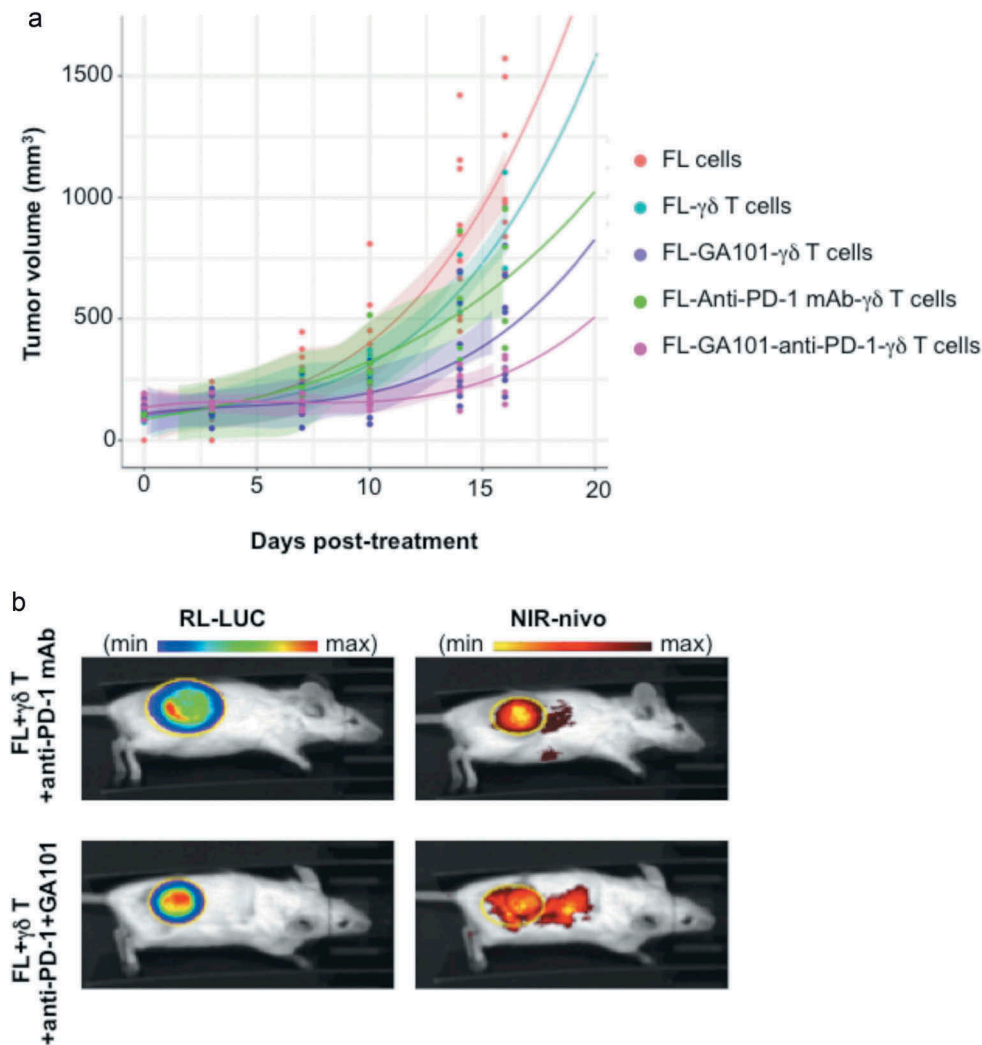 a
Tumor volume (mm³)
1500
1000
500
0
0 5 10 15 20
Days post-treatment
FL cells
FL-γδ T cells
FL-GA101-γδ T cells
FL-Anti-PD-1 mAb-γδ T cells
FL-GA101-anti-PD-1-γδ T cells
b
RL-LUC
(min max)
NIR-nivo
(min max)
FL+γδ T
+anti-PD-1 mAb
FL+γδ T
+anti-PD-1+GA101